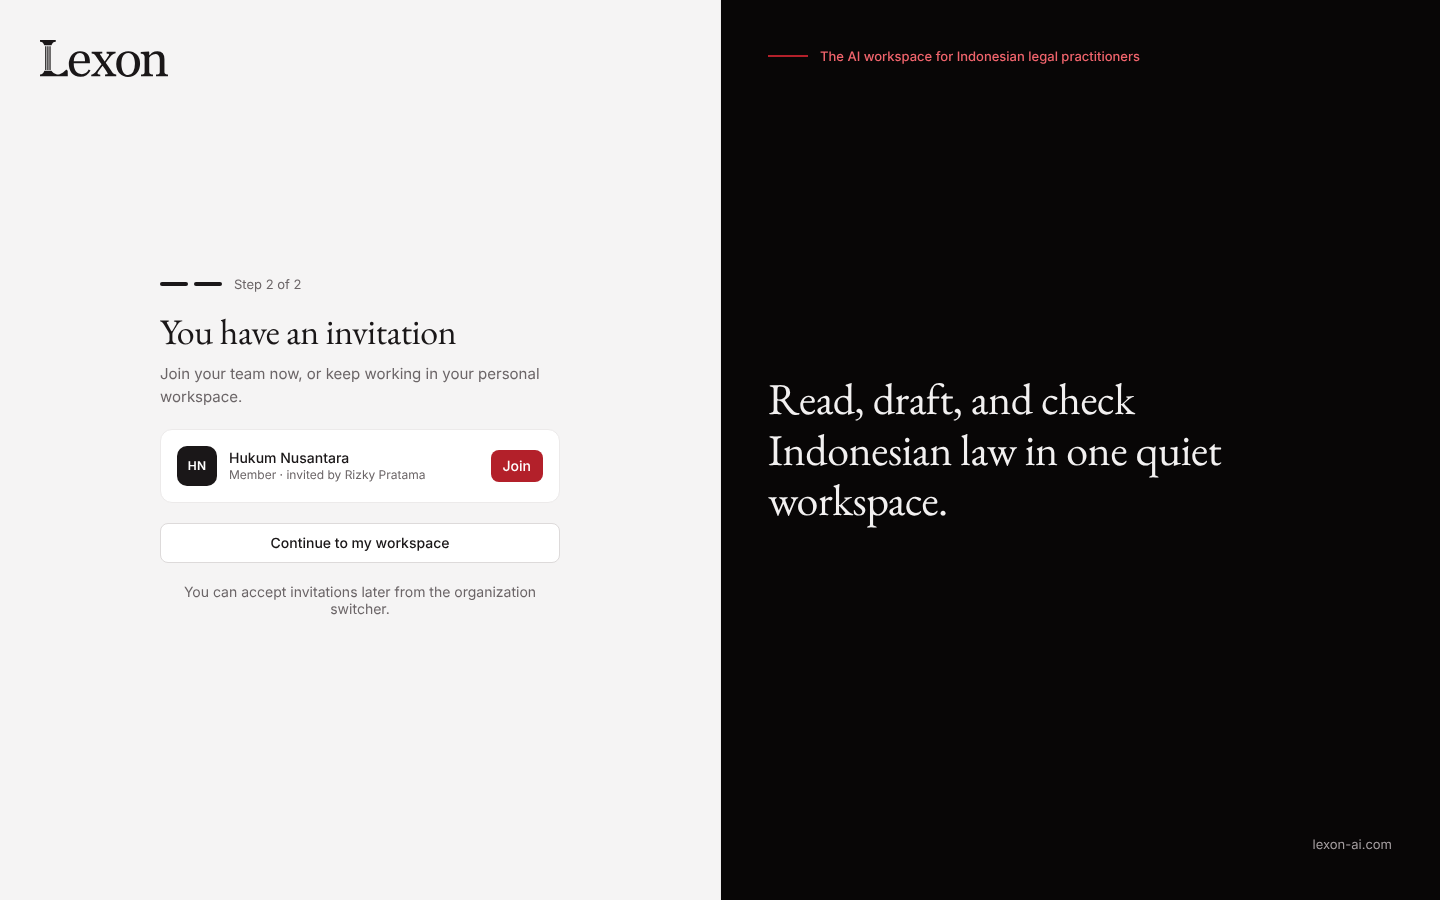 Lexon
Step 2 of 2
You have an invitation
Join your team now, or keep working in your personal
workspace.
HN
Hukum Nusantara
Member · invited by Rizky Pratama
Join
Continue to my workspace
You can accept invitations later from the organization
switcher.
The AI workspace for Indonesian legal practitioners
Read, draft, and check
Indonesian law in one quiet
workspace.
lexon-ai.com